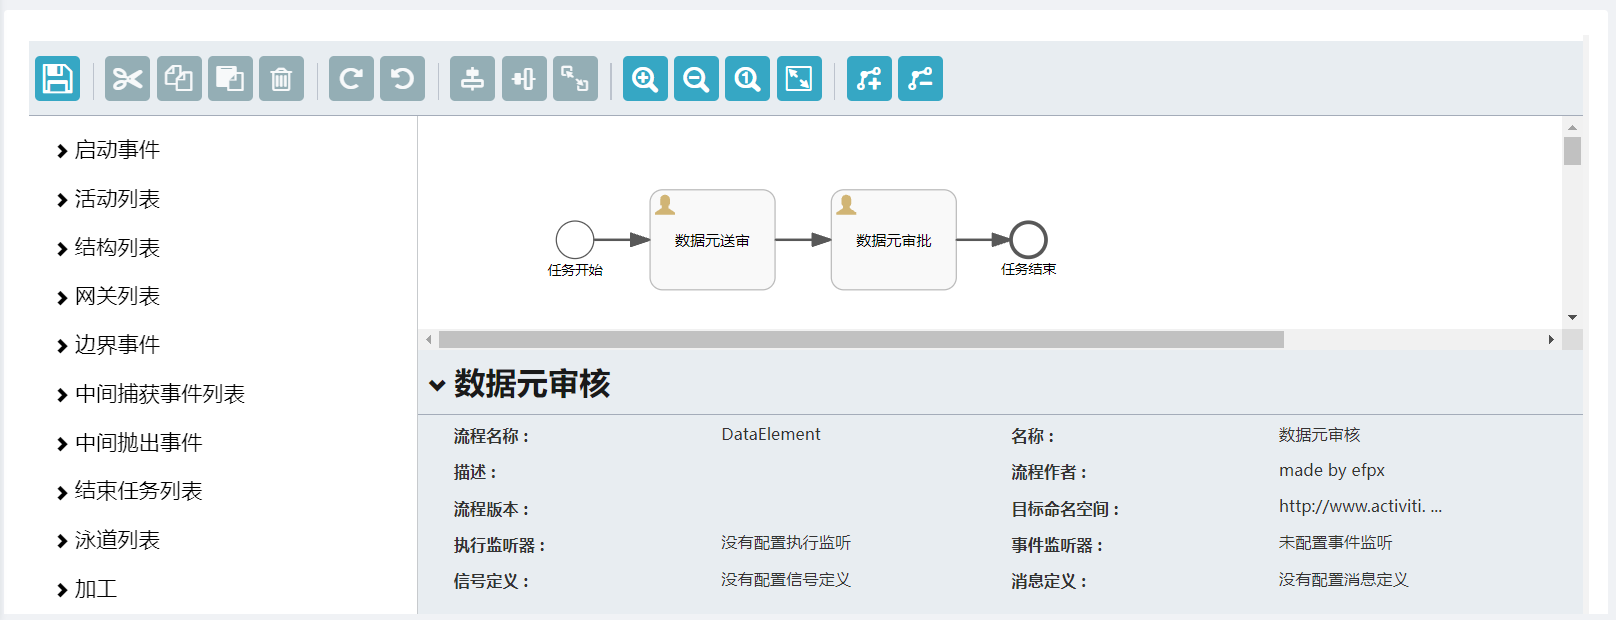 启动事件
活动列表
结构列表
网关列表
边界事件
中间捕获事件列表
中间抛出事件
结束任务列表
泳道列表
加工
任务开始
数据元送审
数据元审批
任务结束
数据元审核
流程名称： DataElement 名称： 数据元审核
描述： 流程作者： made by efpx
流程版本： 目标命名空间： http://www.activiti. ...
执行监听器： 没有配置执行监听 事件监听器： 未配置事件监听
信号定义： 没有配置信号定义 消息定义： 没有配置消息定义